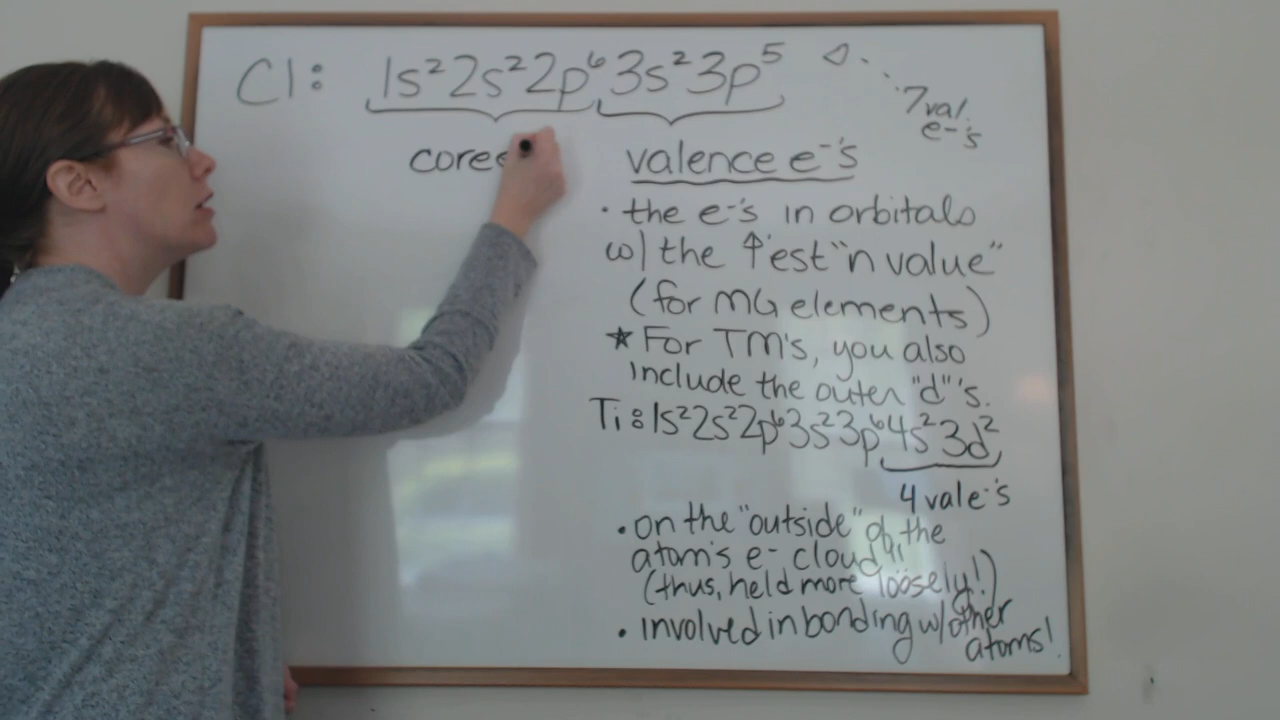 Cl: 1s²2s²2p⁶3s²3p⁵
7 val.
e-'s
core e
valence e⁻'s
· the e-'s in orbitals
w/ the ↑est "n value"
(for MG elements)
★ For TM's, you also
include the outer "d"'s.
Ti: 1s²2s²2p⁶3s²3p⁶4s²3d²
4 val e-'s
• on the "outside" of the
atom's e- cloud
(thus, held more loosely!)
• involved in bonding w/ other
atoms!